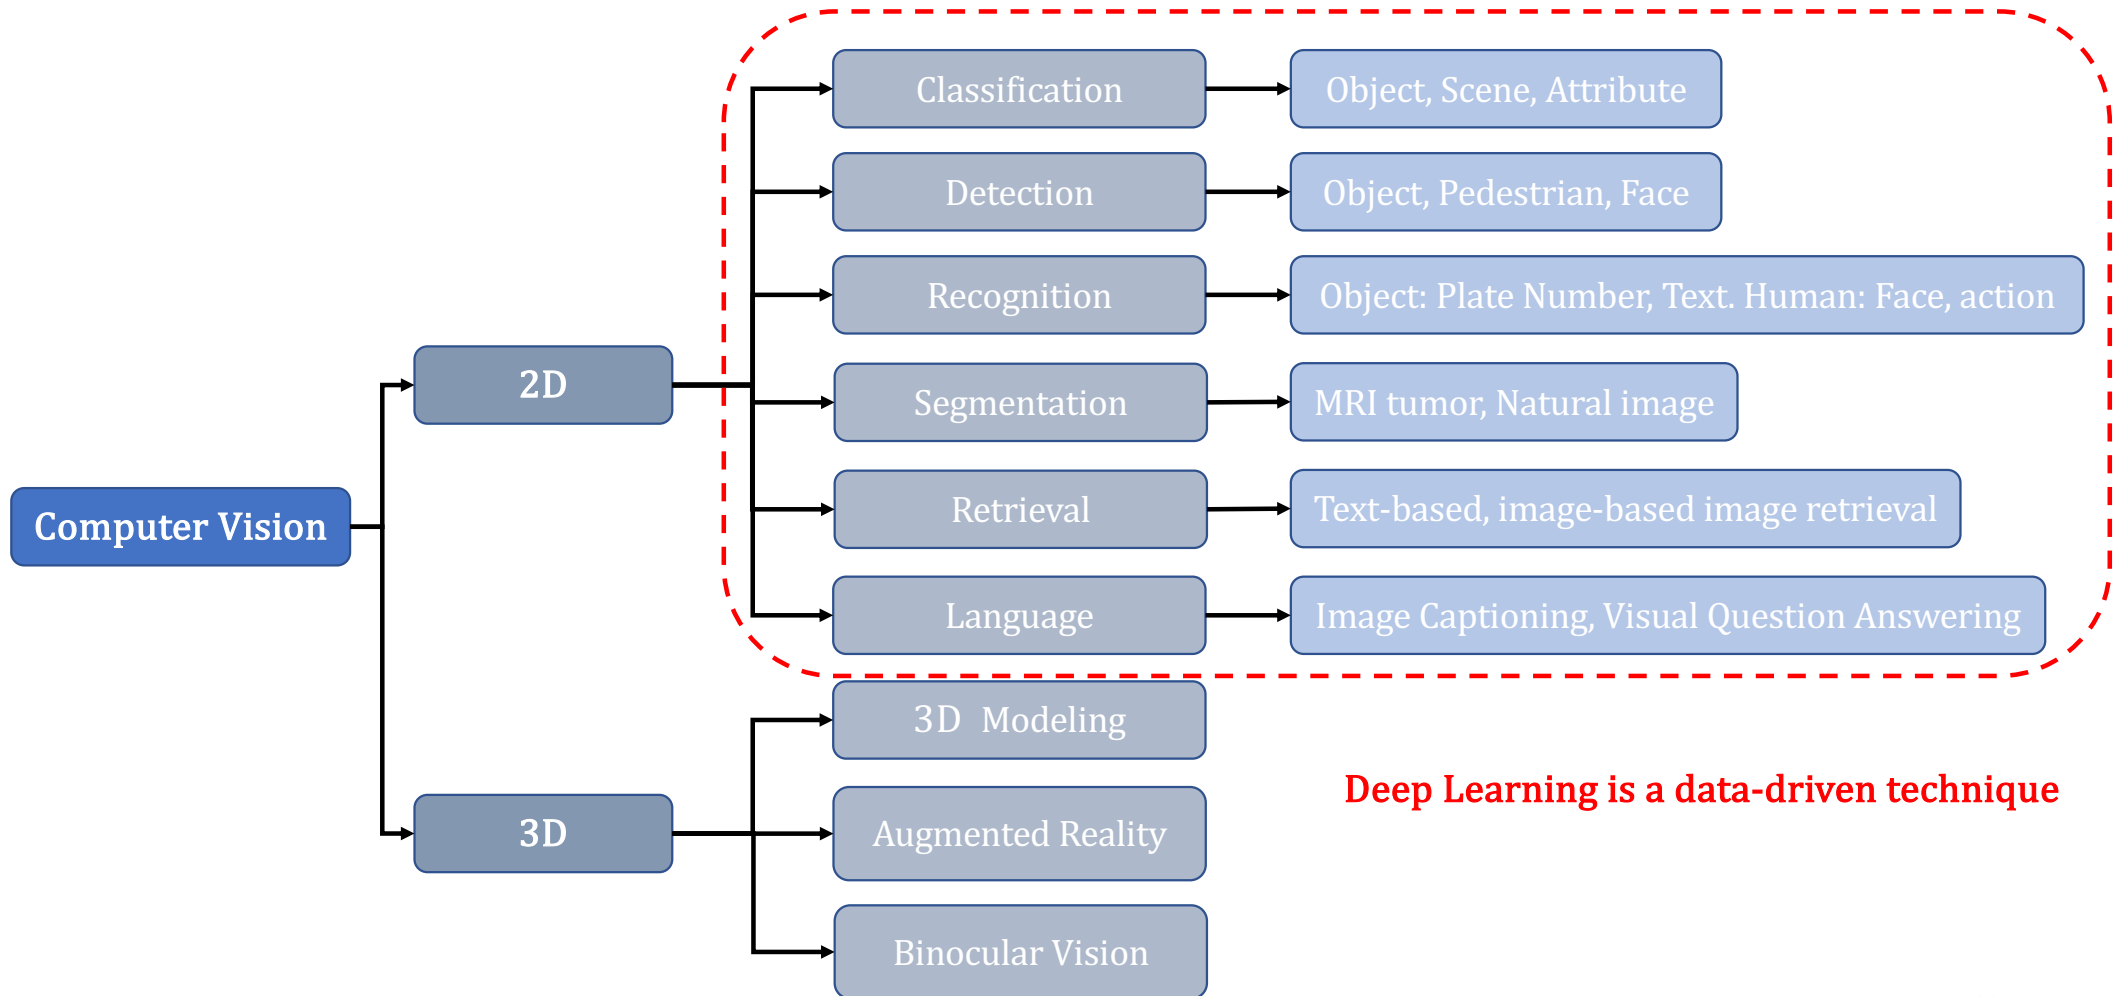 Classification
Object, Scene, Attribute
Detection
Object, Pedestrian, Face
Recognition
Object: Plate Number, Text. Human: Face, action
2D
Segmentation
MRI tumor, Natural image
Computer Vision
Retrieval
Text-based, image-based image retrieval
Language
Image Captioning, Visual Question Answering
3D Modeling
Deep Learning is a data-driven technique
3D
Augmented Reality
Binocular Vision